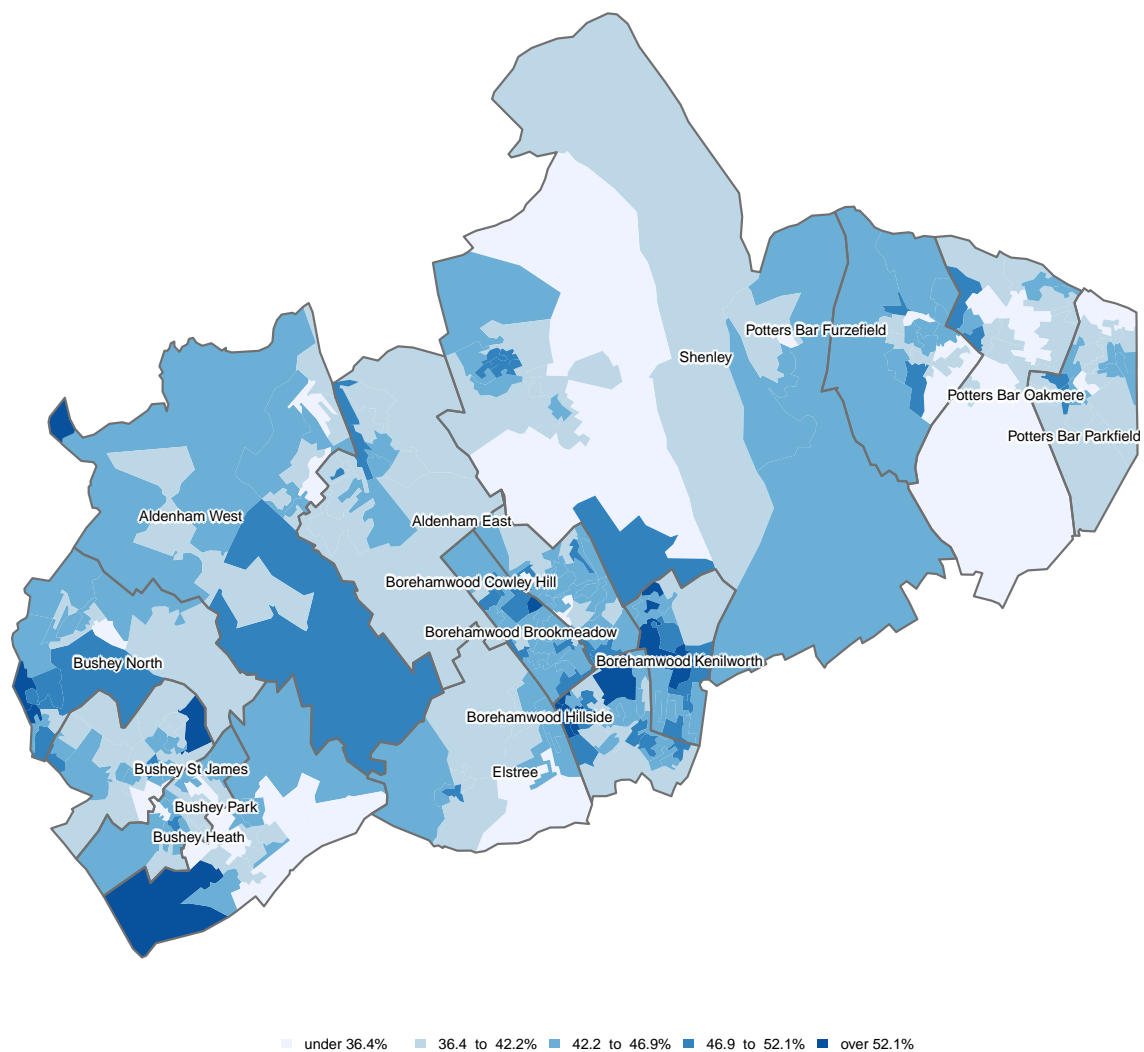 Potters Bar Furzefield
Shenley
Potters Bar Oakmere
Potters Bar Parkfield
Aldenham West
Aldenham East
Borehamwood Cowley Hill
Borehamwood Brookmeadow
Bushey North
Borehamwood Kenilworth
Borehamwood Hillside
Bushey St James
Elstree
Bushey Park
Bushey Heath
under 36.4% 36.4 to 42.2% 42.2 to 46.9% 46.9 to 52.1% over 52.1%